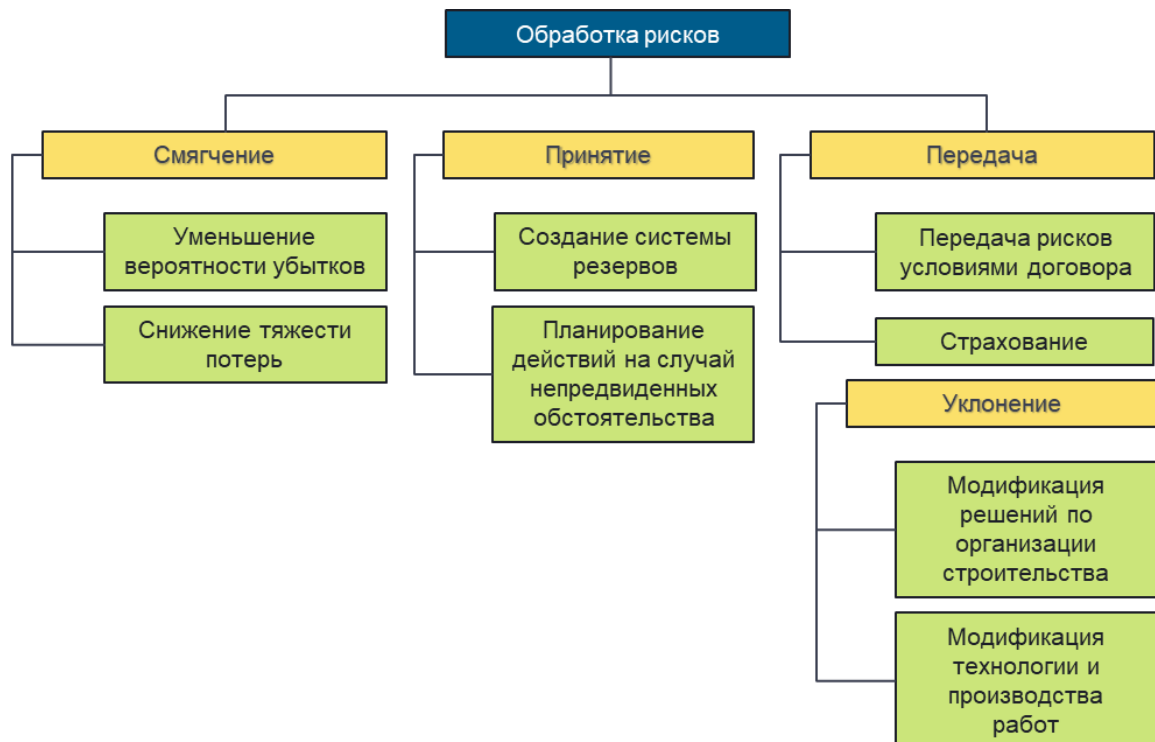 Обработка рисков
Смягчение
Уменьшение
вероятности убытков
Снижение тяжести
потерь
Принятие
Создание системы
резервов
Планирование
действий на случай
непредвиденных
обстоятельства
Передача
Передача рисков
условиями договора
Страхование
Уклонение
Модификация
решений по
организации
строительства
Модификация
технологии и
производства
работ